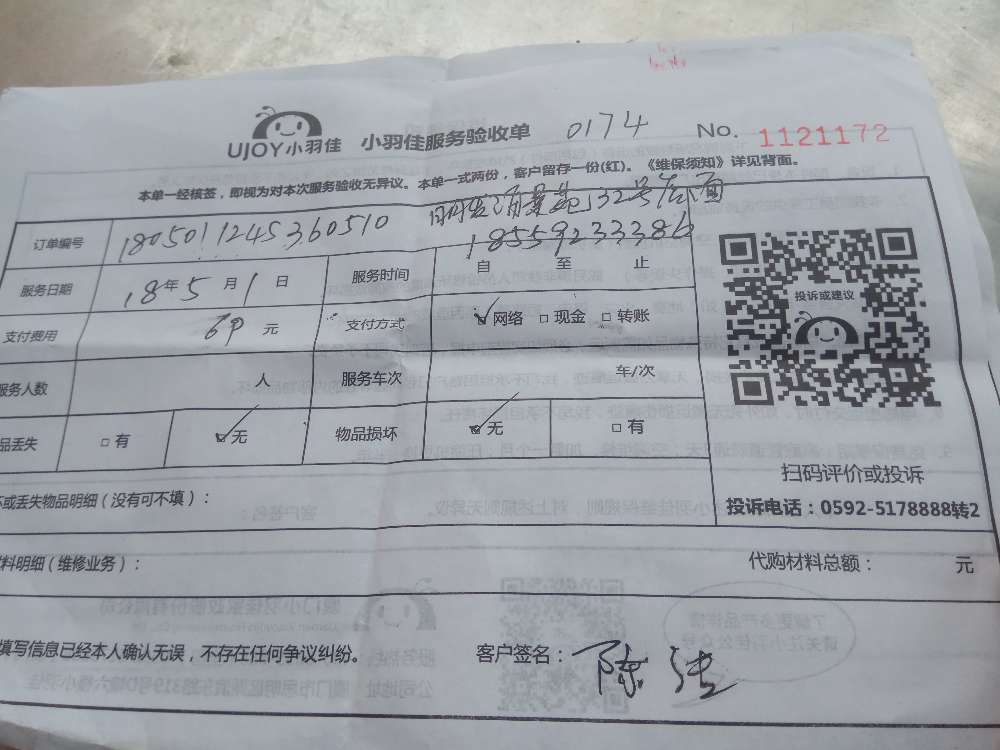 UJOY小羽佳 小羽佳服务验收单 0174 No. 1121172
本单一经核签，即视为对本次服务验收无异议。本单一式两份，客户留存一份(红)。《维保须知》详见背面。
订单编号 1805011245360510 32号
18559233386
服务日期 18年5月1日 服务时间 自 至 止
支付费用 69元 支付方式 网络 现金 转账
投诉或建议
服务人数 人 服务车次 车/次
品丢失 有 无 物品损坏 无 有
扫码评价或投诉
投诉电话：0592-5178888转2
坏或丢失物品明细（没有可不填）：
料明细（维修业务）： 代购材料总额： 元
填写信息已经本人确认无误，不存在任何争议纠纷。 客户签名：陈